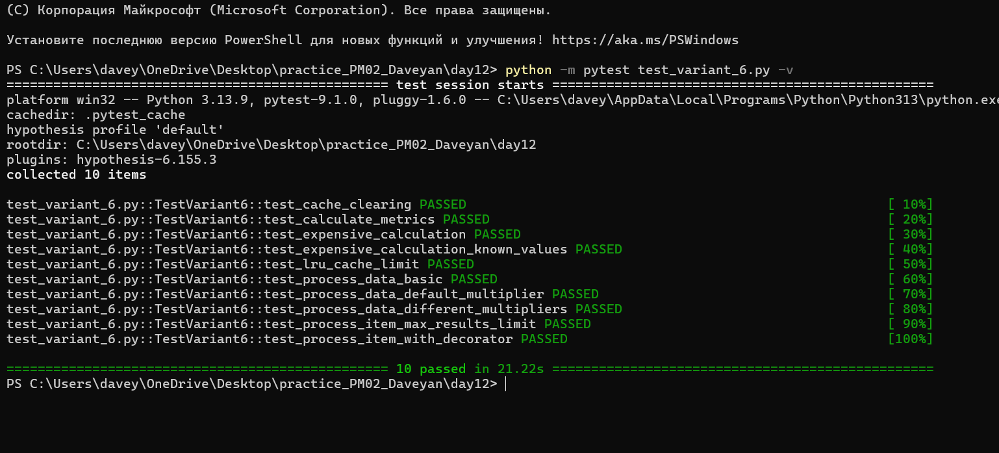 (C) Корпорация Майкрософт (Microsoft Corporation). Все права защищены.
Установите последнюю версию PowerShell для новых функций и улучшения! https://aka.ms/PSWindows
PS C:\Users\davey\OneDrive\Desktop\practice_PM02_Daveyan\day12> python -m pytest test_variant_6.py -v
================================================= test session starts =================================================
platform win32 -- Python 3.13.9, pytest-9.1.0, pluggy-1.6.0 -- C:\Users\davey\AppData\Local\Programs\Python\Python313\python.exe
cachedir: .pytest_cache
hypothesis profile 'default'
rootdir: C:\Users\davey\OneDrive\Desktop\practice_PM02_Daveyan\day12
plugins: hypothesis-6.155.3
collected 10 items
test_variant_6.py::TestVariant6::test_cache_clearing PASSED [ 10%]
test_variant_6.py::TestVariant6::test_calculate_metrics PASSED [ 20%]
test_variant_6.py::TestVariant6::test_expensive_calculation PASSED [ 30%]
test_variant_6.py::TestVariant6::test_expensive_calculation_known_values PASSED [ 40%]
test_variant_6.py::TestVariant6::test_lru_cache_limit PASSED [ 50%]
test_variant_6.py::TestVariant6::test_process_data_basic PASSED [ 60%]
test_variant_6.py::TestVariant6::test_process_data_default_multiplier PASSED [ 70%]
test_variant_6.py::TestVariant6::test_process_data_different_multipliers PASSED [ 80%]
test_variant_6.py::TestVariant6::test_process_item_max_results_limit PASSED [ 90%]
test_variant_6.py::TestVariant6::test_process_item_with_decorator PASSED [100%]
================================================= 10 passed in 21.22s =================================================
PS C:\Users\davey\OneDrive\Desktop\practice_PM02_Daveyan\day12>